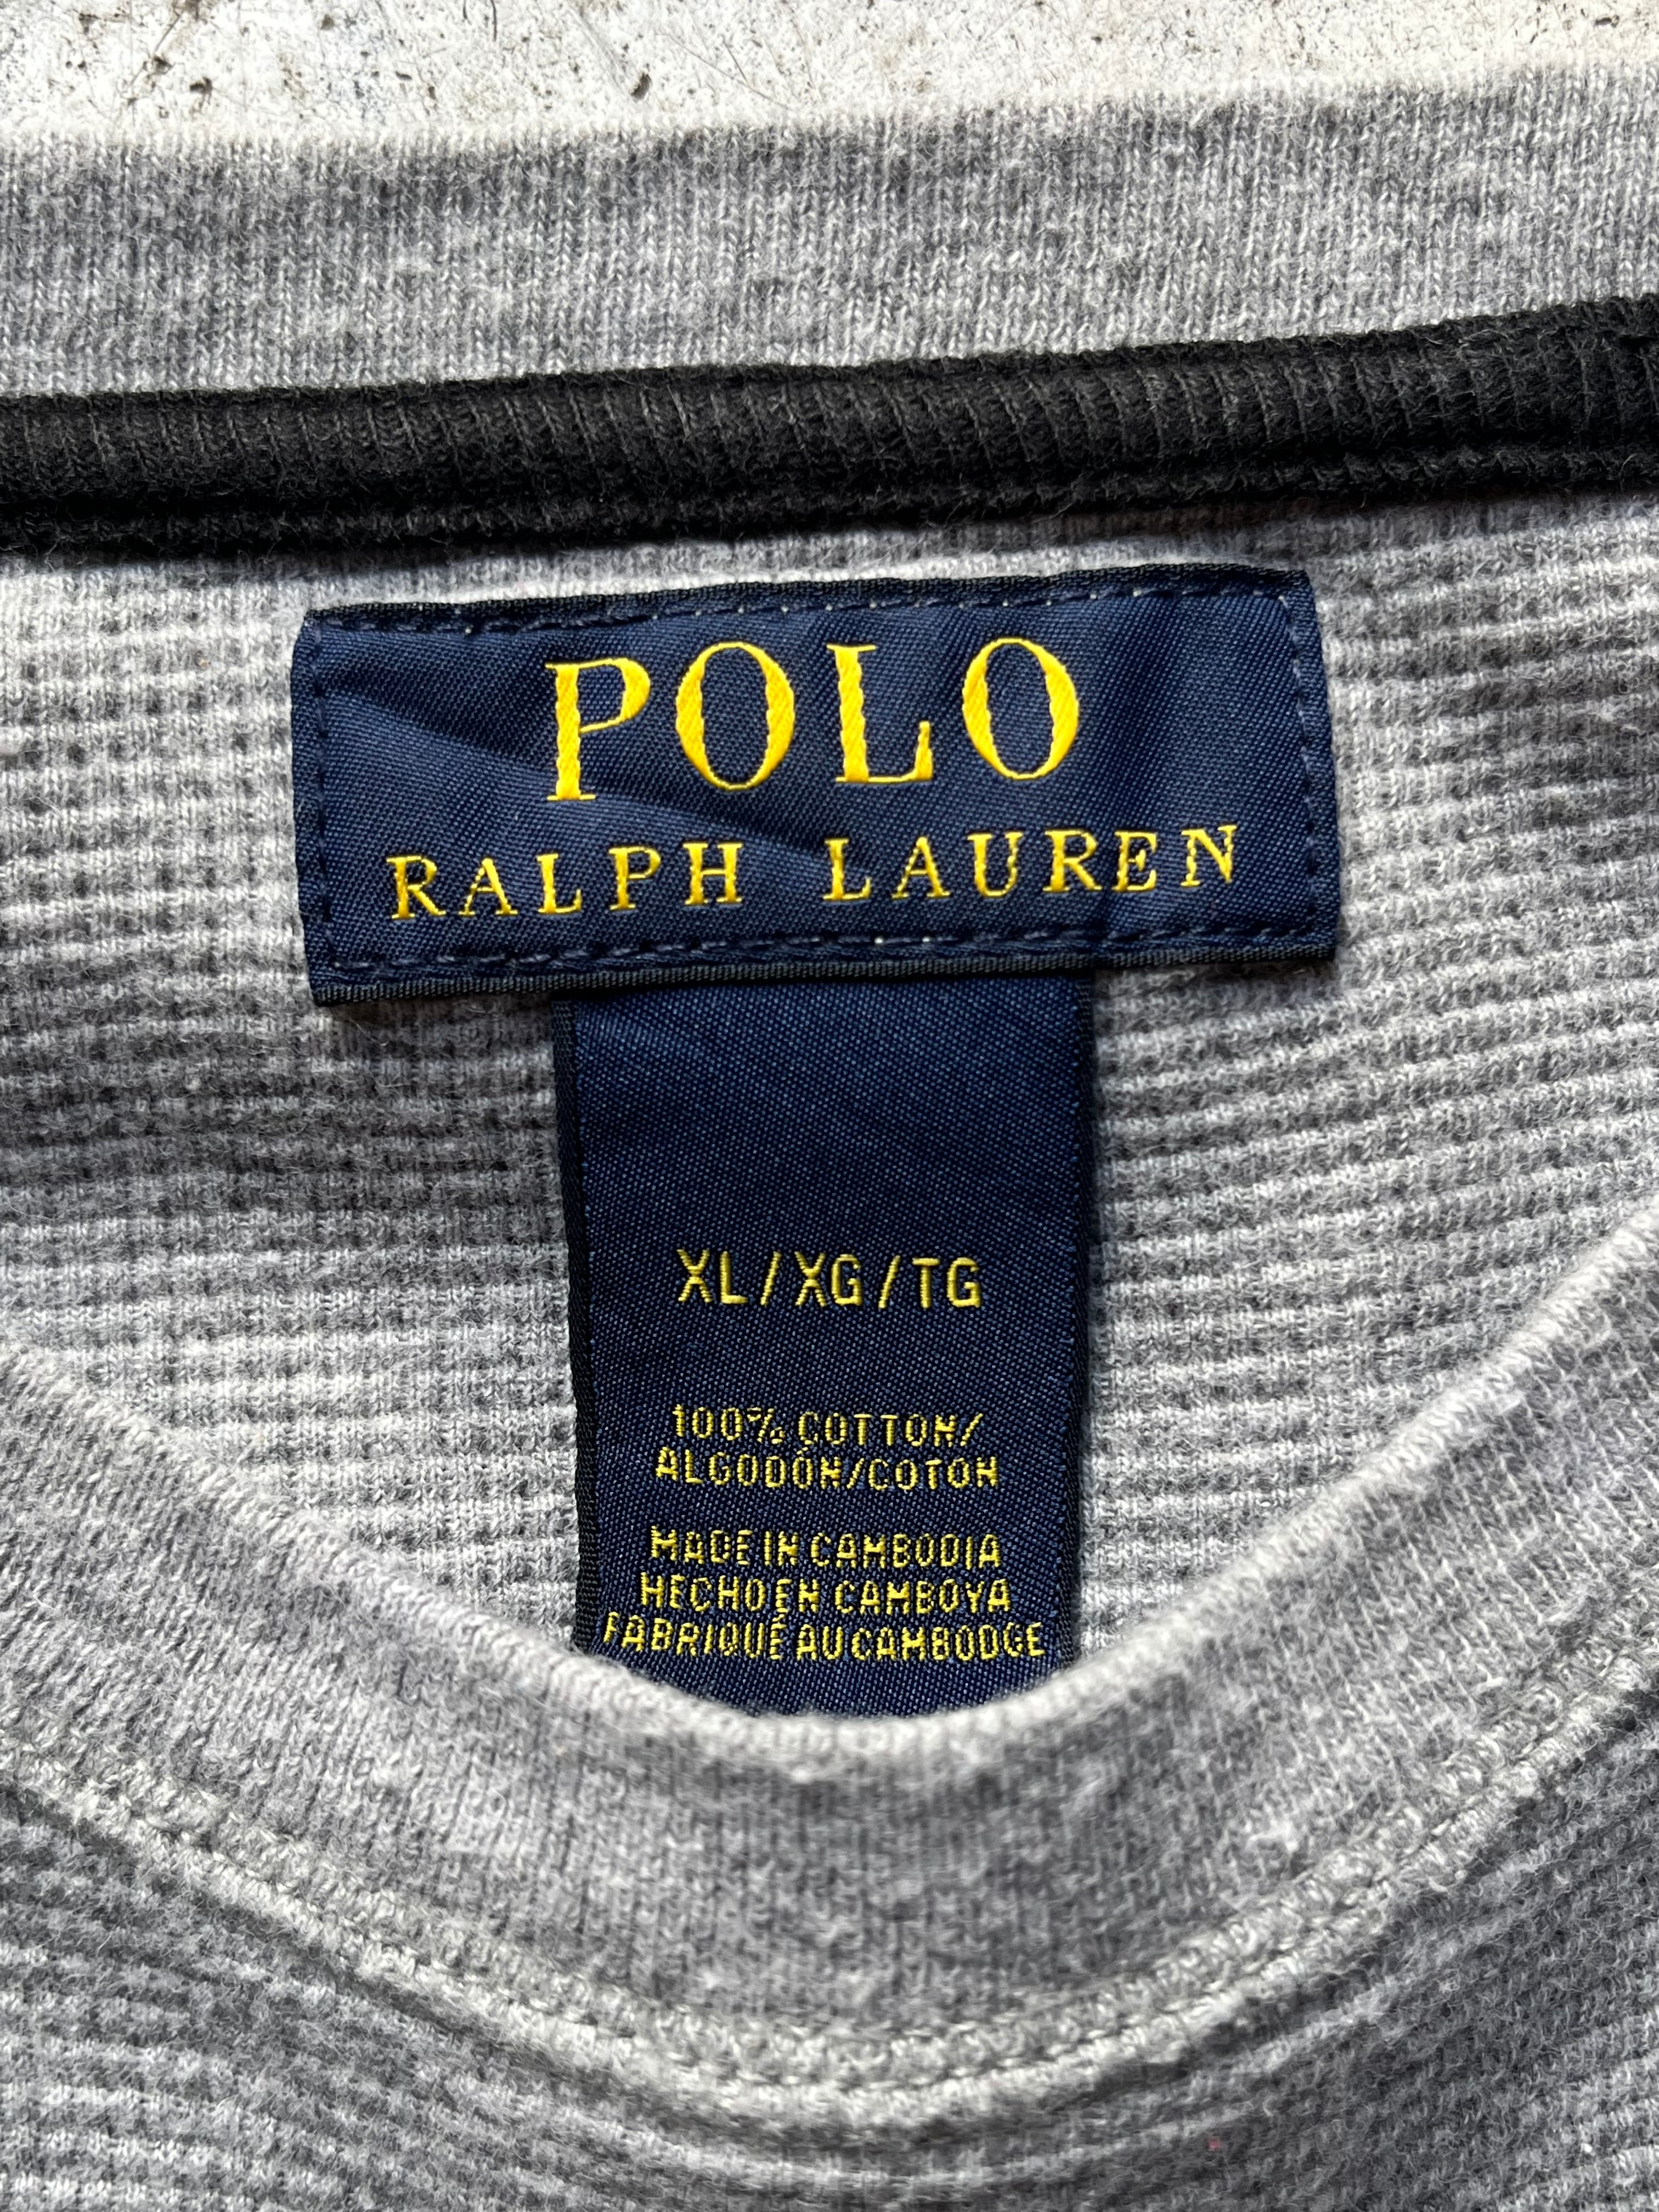 POLO
RALPH LAUREN
XL/XG/TG
100% COTTON/
ALGODÓN/COTON
MADE IN CAMBODIA
HECHO EN CAMBOYA
FABRIQUÉ AU CAMBODGE